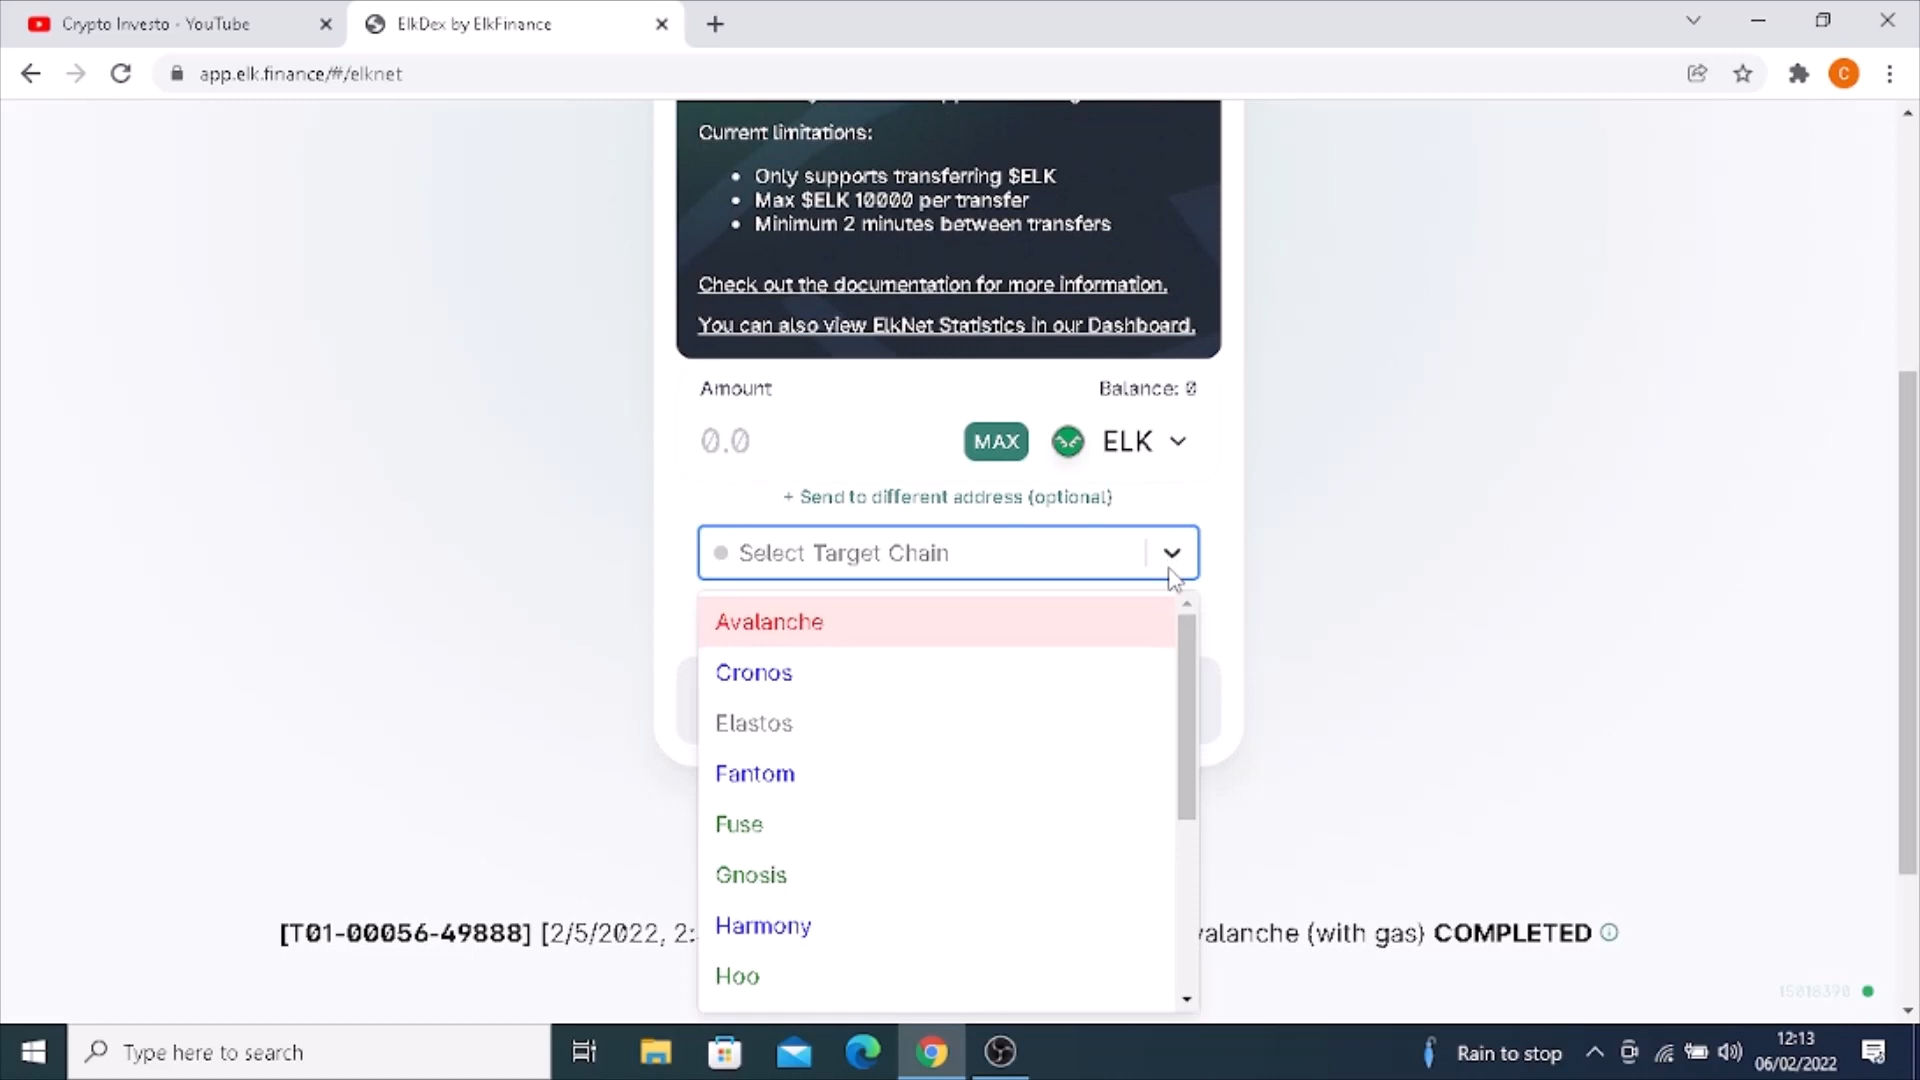 Crypto Investo - YouTube
ElkDex by ElkFinance
app.elk.finance/#/elknet
C
Current limitations:
• Only supports transferring $ELK
• Max $ELK 10000 per transfer
• Minimum 2 minutes between transfers
Check out the documentation for more information.
You can also view ElkNet Statistics in our Dashboard.
Amount
Balance: 0
0.0
MAX
ELK
+ Send to different address (optional)
Select Target Chain
Avalanche
Cronos
Elastos
Fantom
Fuse
Gnosis
Harmony
Hoo
[T01-00056-49888] [2/5/2022, 2: valanche (with gas) COMPLETED
15018390
Type here to search
Rain to stop
12:13
06/02/2022